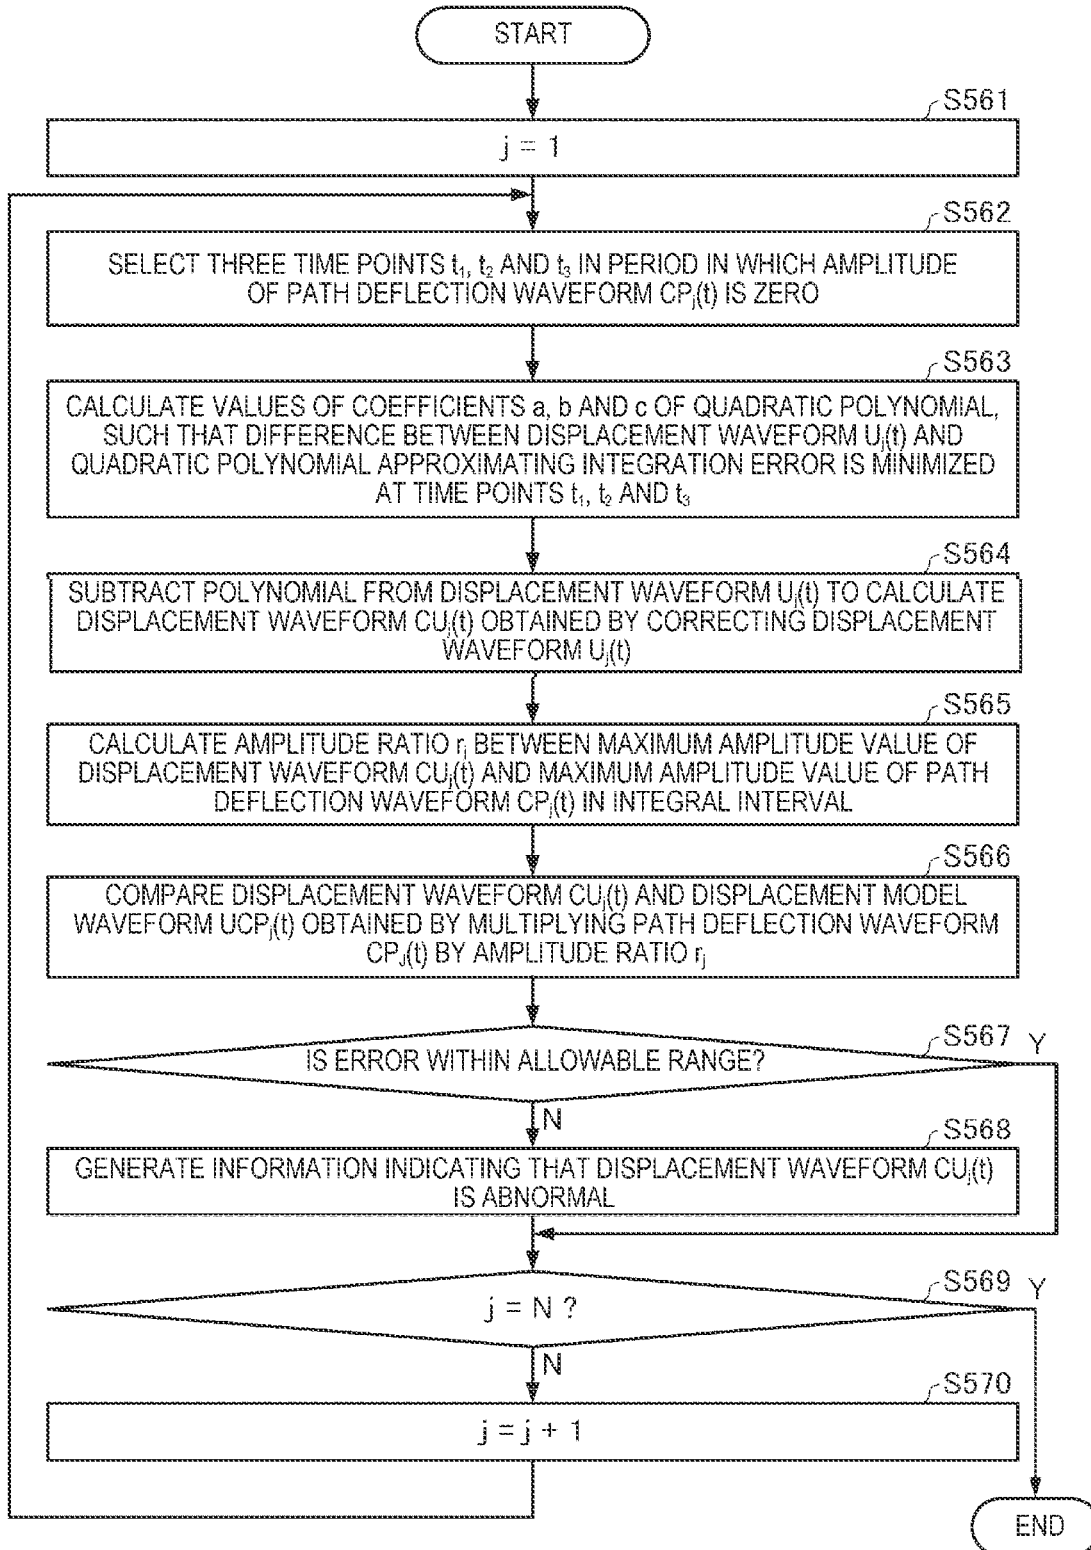 START
S561
j = 1
S562
SELECT THREE TIME POINTS t₁, t₂ AND t₃ IN PERIOD IN WHICH AMPLITUDE
OF PATH DEFLECTION WAVEFORM CPⱼ(t) IS ZERO
S563
CALCULATE VALUES OF COEFFICIENTS a, b AND c OF QUADRATIC POLYNOMIAL,
SUCH THAT DIFFERENCE BETWEEN DISPLACEMENT WAVEFORM Uⱼ(t) AND
QUADRATIC POLYNOMIAL APPROXIMATING INTEGRATION ERROR IS MINIMIZED
AT TIME POINTS t₁, t₂ AND t₃
S564
SUBTRACT POLYNOMIAL FROM DISPLACEMENT WAVEFORM Uⱼ(t) TO CALCULATE
DISPLACEMENT WAVEFORM CUⱼ(t) OBTAINED BY CORRECTING DISPLACEMENT
WAVEFORM Uⱼ(t)
S565
CALCULATE AMPLITUDE RATIO rⱼ BETWEEN MAXIMUM AMPLITUDE VALUE OF
DISPLACEMENT WAVEFORM CUⱼ(t) AND MAXIMUM AMPLITUDE VALUE OF PATH
DEFLECTION WAVEFORM CPⱼ(t) IN INTEGRAL INTERVAL
S566
COMPARE DISPLACEMENT WAVEFORM CUⱼ(t) AND DISPLACEMENT MODEL
WAVEFORM UCPⱼ(t) OBTAINED BY MULTIPLYING PATH DEFLECTION WAVEFORM
CP_J(t) BY AMPLITUDE RATIO rⱼ
S567
IS ERROR WITHIN ALLOWABLE RANGE?
Y
N
S568
GENERATE INFORMATION INDICATING THAT DISPLACEMENT WAVEFORM CUⱼ(t)
IS ABNORMAL
S569
j = N ?
Y
N
S570
j = j + 1
END